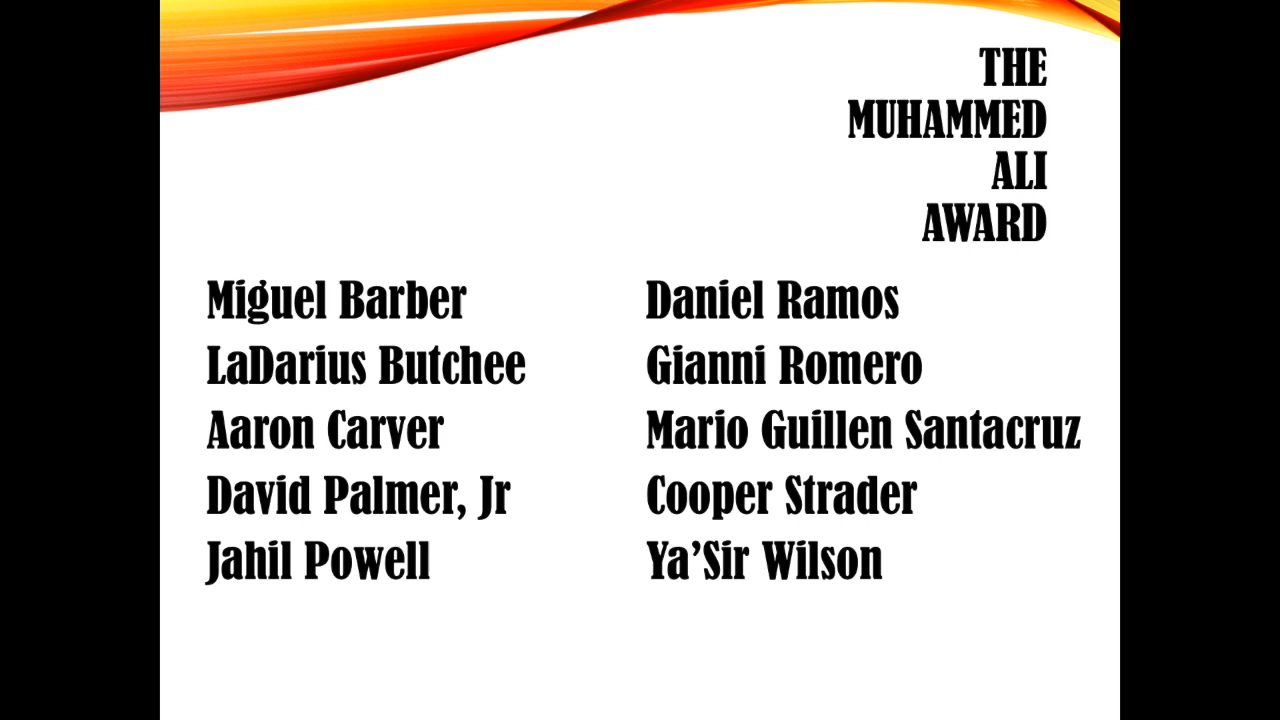 THE
MUHAMMED
ALI
AWARD
Miguel Barber
LaDarius Butchee
Aaron Carver
David Palmer, Jr
Jahil Powell
Daniel Ramos
Gianni Romero
Mario Guillen Santacruz
Cooper Strader
Ya’Sir Wilson